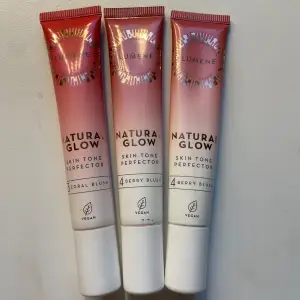 LUMENE
NATURAL
GLOW
SKIN TONE
PERFECTOR
CORAL BLUSH
VEGAN
LUMENE
NATURAL
GLOW
SKIN TONE
PERFECTOR
4 BERRY BLUSH
VEGAN
LUMENE
NATURAL
GLOW
SKIN TONE
PERFECTOR
4 BERRY BLUSH
VEGAN